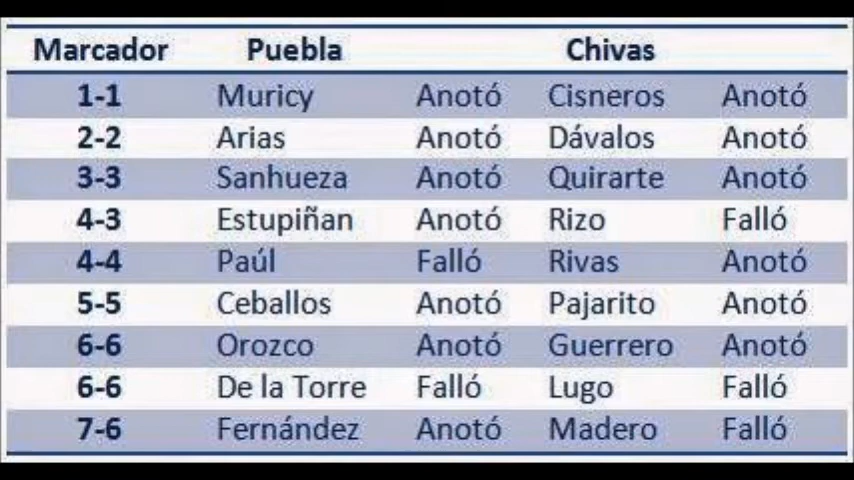 Marcador Puebla Chivas
1-1 Muricy Anotó Cisneros Anotó
2-2 Arias Anotó Dávalos Anotó
3-3 Sanhueza Anotó Quirarte Anotó
4-3 Estupiñan Anotó Rizo Falló
4-4 Paúl Falló Rivas Anotó
5-5 Ceballos Anotó Pajarito Anotó
6-6 Orozco Anotó Guerrero Anotó
6-6 De la Torre Falló Lugo Falló
7-6 Fernández Anotó Madero Falló